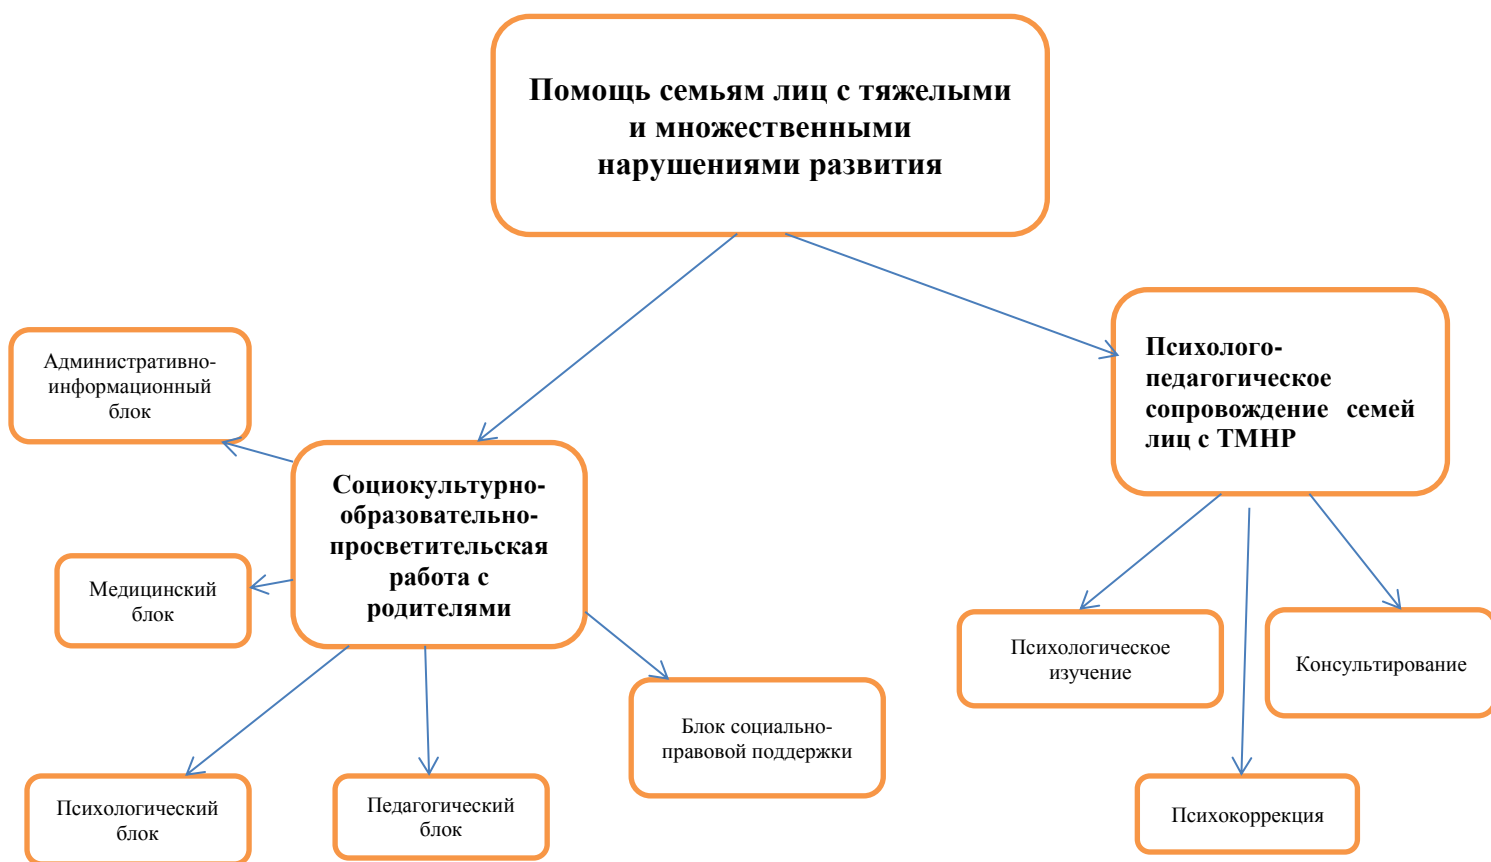 Помощь семьям лиц с тяжелыми
и множественными
нарушениями развития
Административно-
информационный
блок
Психолого-
педагогическое
сопровождение семей
лиц с ТМНР
Социокультурно-
образовательно-
просветительская
работа с
родителями
Медицинский
блок
Психологическое
изучение
Консультирование
Блок социально-
правовой поддержки
Психологический
блок
Педагогический
блок
Психокоррекция